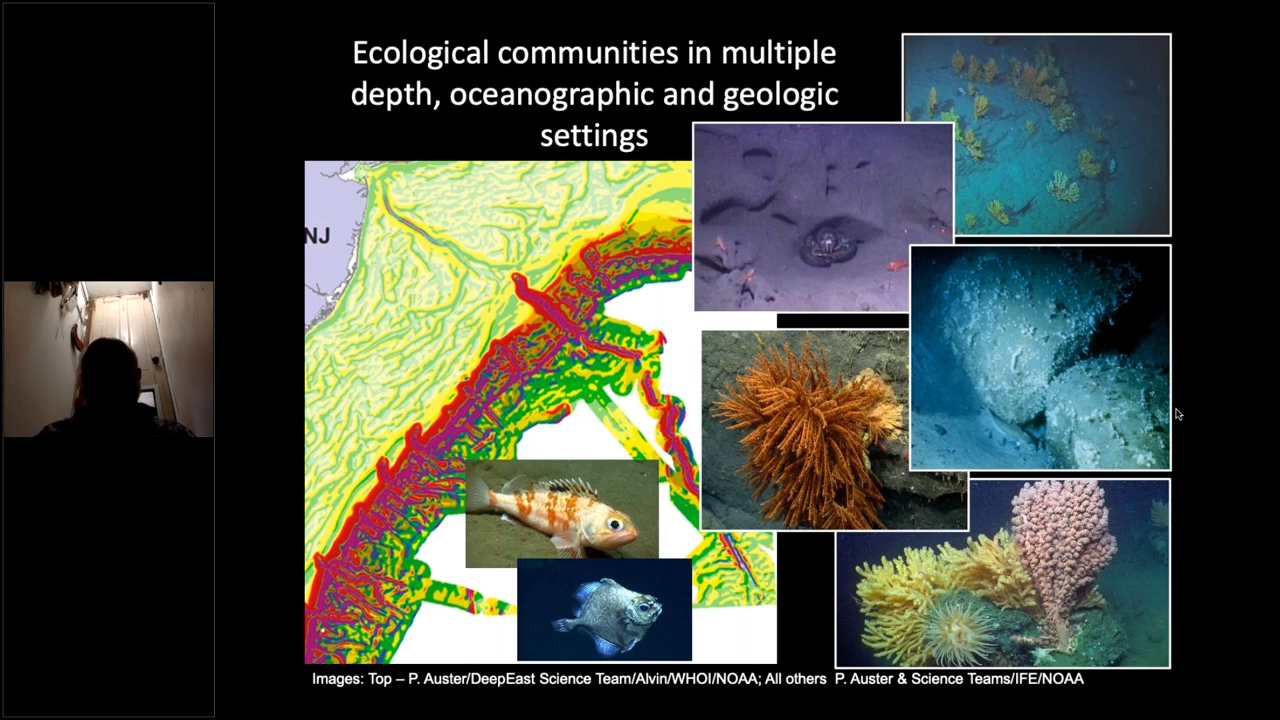 Ecological communities in multiple
depth, oceanographic and geologic
settings
NJ
Images: Top – P. Auster/DeepEast Science Team/Alvin/WHOI/NOAA; All others P. Auster & Science Teams/IFE/NOAA